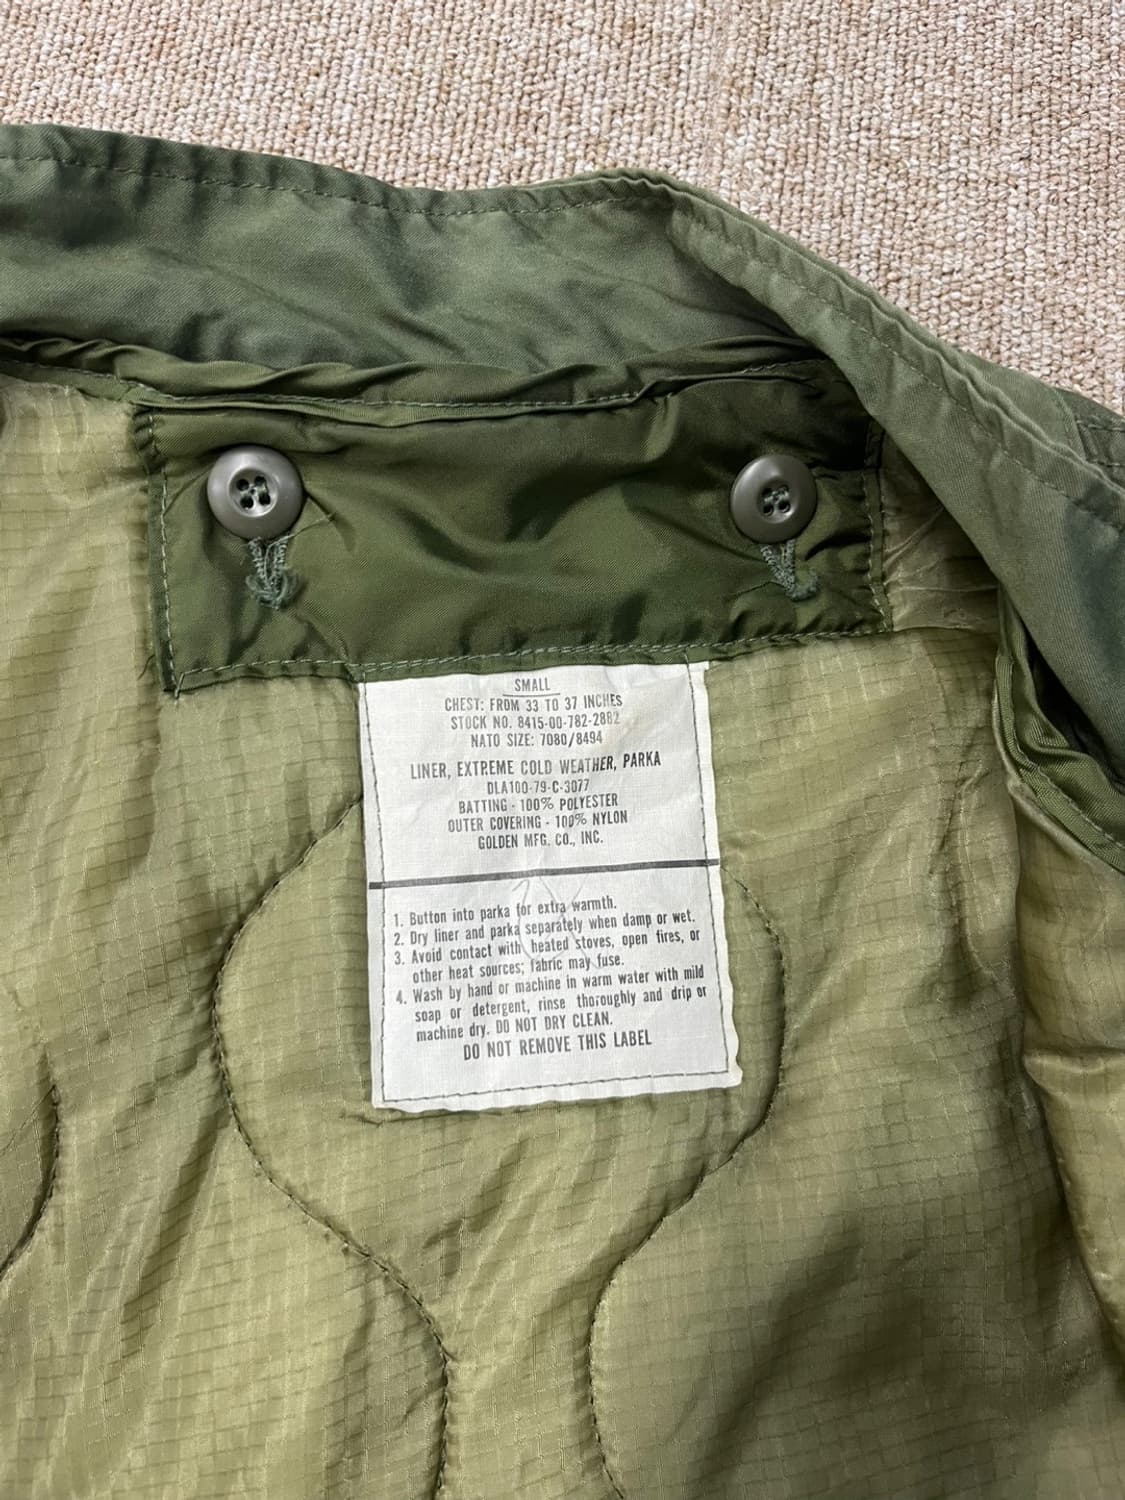 SMALL
CHEST: FROM 33 TO 37 INCHES
STOCK NO. 8415-00-782-2882
NATO SIZE: 7080/8494
LINER, EXTREME COLD WEATHER, PARKA
DLA100-79-C-3077
BATTING - 100% POLYESTER
OUTER COVERING - 100% NYLON
GOLDEN MFG. CO., INC.
1. Button into parka for extra warmth.
2. Dry liner and parka separately when damp or wet.
3. Avoid contact with heated stoves, open fires, or
other heat sources; fabric may fuse.
4. Wash by hand or machine in warm water with mild
soap or detergent, rinse thoroughly and drip or
machine dry. DO NOT DRY CLEAN.
DO NOT REMOVE THIS LABEL